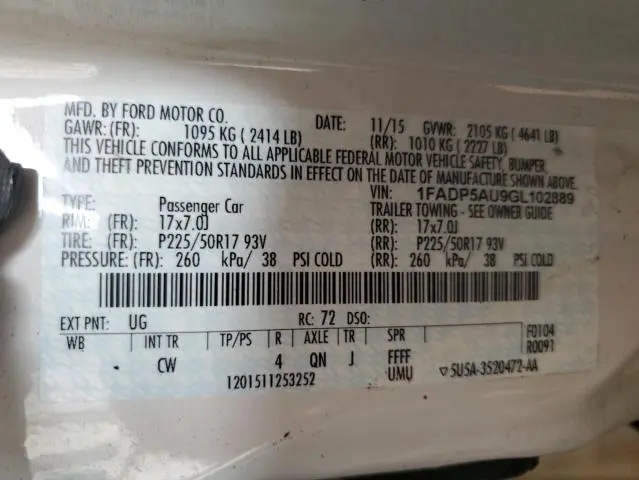 MFD. BY FORD MOTOR CO.
DATE: 11/15 GVWR: 2105 KG ( 4641 LB)
GAWR: (FR): 1095 KG ( 2414 LB) (RR): 1010 KG ( 2227 LB)
THIS VEHICLE CONFORMS TO ALL APPLICABLE FEDERAL MOTOR VEHICLE SAFETY, BUMPER,
AND THEFT PREVENTION STANDARDS IN EFFECT ON THE DATE OF MANUFACTURE SHOWN ABOVE.
VIN: 1FADP5AU9GL102889
TYPE: Passenger Car TRAILER TOWING - SEE OWNER GUIDE
RIM: (FR): 17x7.0J (RR): 17x7.0J
TIRE: (FR): P225/50R17 93V (RR): P225/50R17 93V
PRESSURE: (FR): 260 kPa/ 38 PSI COLD (RR): 260 kPa/ 38 PSI COLD
EXT PNT: UG RC: 72 DSO: F0104
WB INT TR TP/PS R AXLE TR SPR R0091
CW 4 QN J FFFF
1201511253252 UMU ▽5U5A-3520472-AA